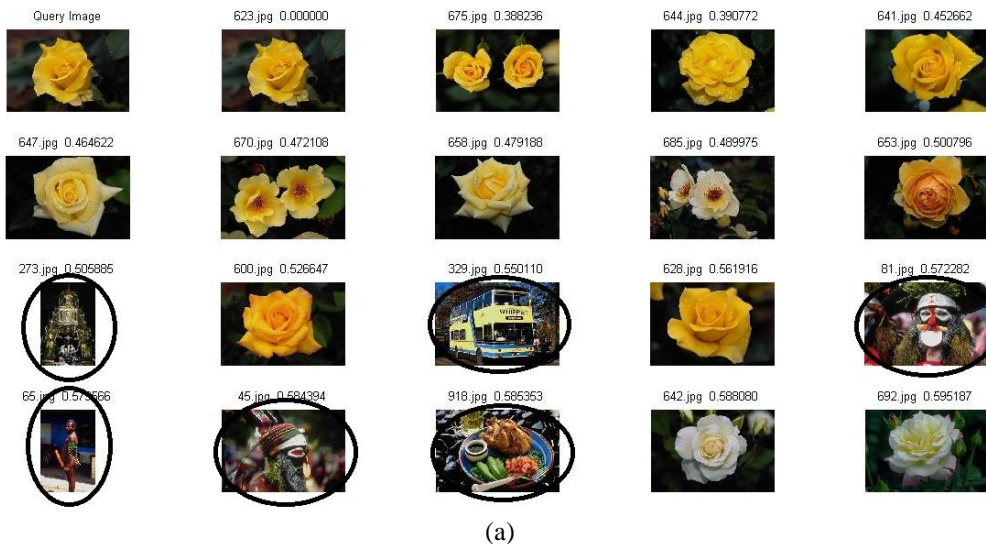 Query Image 623.jpg 0.000000 675.jpg 0.388236 644.jpg 0.390772 641.jpg 0.452662
647.jpg 0.464622 670.jpg 0.472108 658.jpg 0.479188 685.jpg 0.489975 653.jpg 0.500796
273.jpg 0.505885 600.jpg 0.526647 329.jpg 0.550110 628.jpg 0.561916 81.jpg 0.572282
65.jpg 0.573566 45.jpg 0.584394 918.jpg 0.585353 642.jpg 0.588080 692.jpg 0.595187
(a)